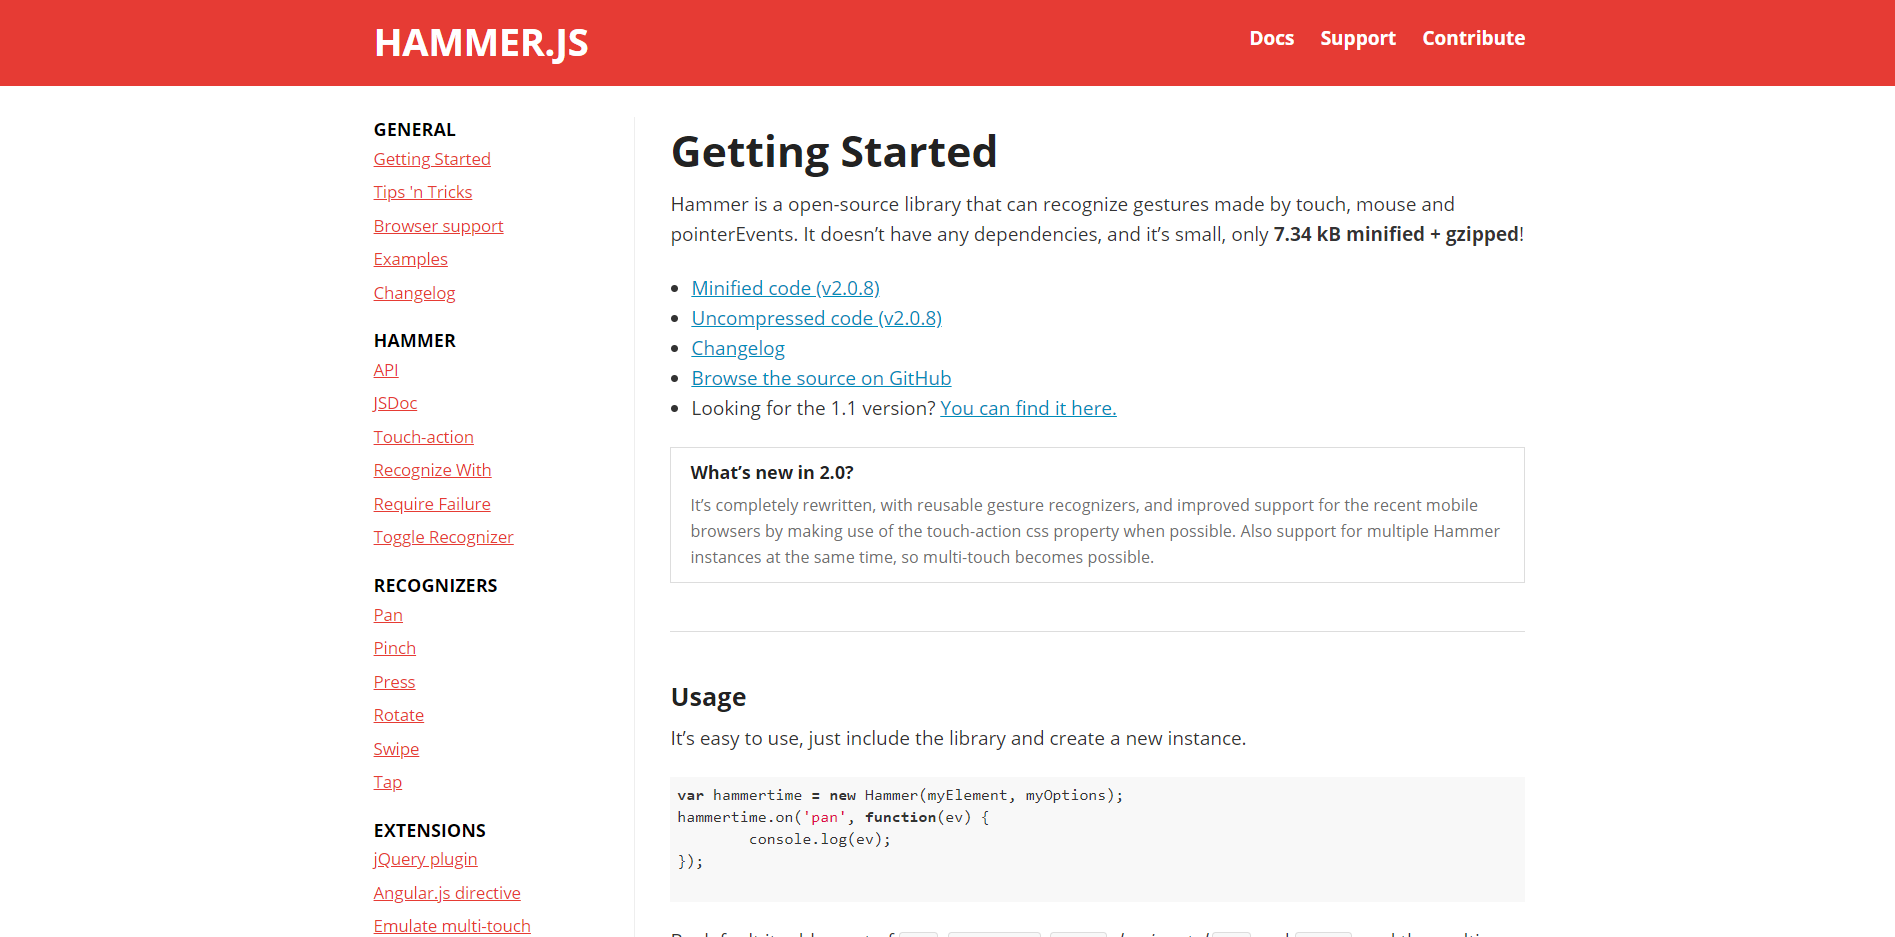 HAMMER.JS
Docs Support Contribute
GENERAL
Getting Started
Tips 'n Tricks
Browser support
Examples
Changelog
HAMMER
API
JSDoc
Touch-action
Recognize With
Require Failure
Toggle Recognizer
RECOGNIZERS
Pan
Pinch
Press
Rotate
Swipe
Tap
EXTENSIONS
jQuery plugin
Angular.js directive
Emulate multi-touch
Getting Started
Hammer is a open-source library that can recognize gestures made by touch, mouse and
pointerEvents. It doesn’t have any dependencies, and it’s small, only 7.34 kB minified + gzipped!
Minified code (v2.0.8)
Uncompressed code (v2.0.8)
Changelog
Browse the source on GitHub
Looking for the 1.1 version? You can find it here.
What’s new in 2.0?
It’s completely rewritten, with reusable gesture recognizers, and improved support for the recent mobile
browsers by making use of the touch-action css property when possible. Also support for multiple Hammer
instances at the same time, so multi-touch becomes possible.
Usage
It’s easy to use, just include the library and create a new instance.
var hammertime = new Hammer(myElement, myOptions);
hammertime.on('pan', function(ev) {
        console.log(ev);
});